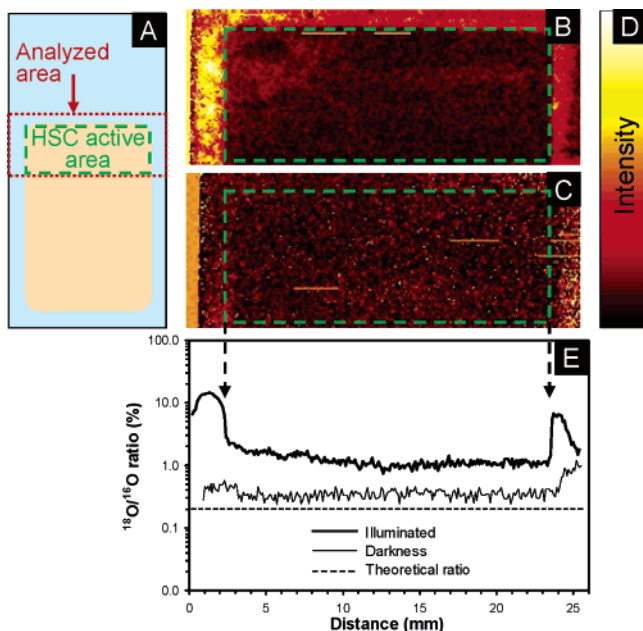 A
Analyzed
area
HSC active
area
B
C
D
Intensity
E
100.0
10.0
1.0
0.1
0.0
18O/16O ratio (%)
Illuminated
Darkness
Theoretical ratio
0 5 10 15 20 25
Distance (mm)